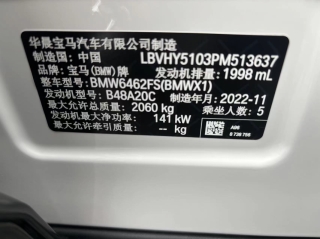 华晨宝马汽车有限公司制造
制造国：中国 LBVHY5103PM513637
品牌：宝马(BMW)牌 发动机排量：1998 mL
整车型号：BMW6462FS(BMWX1)
发动机型号：B48A20C 制造年月：2022-11
最大允许总质量：2060 kg 乘坐人数：5
发动机最大净功率：141 kW
最大允许牵引质量：-- kg